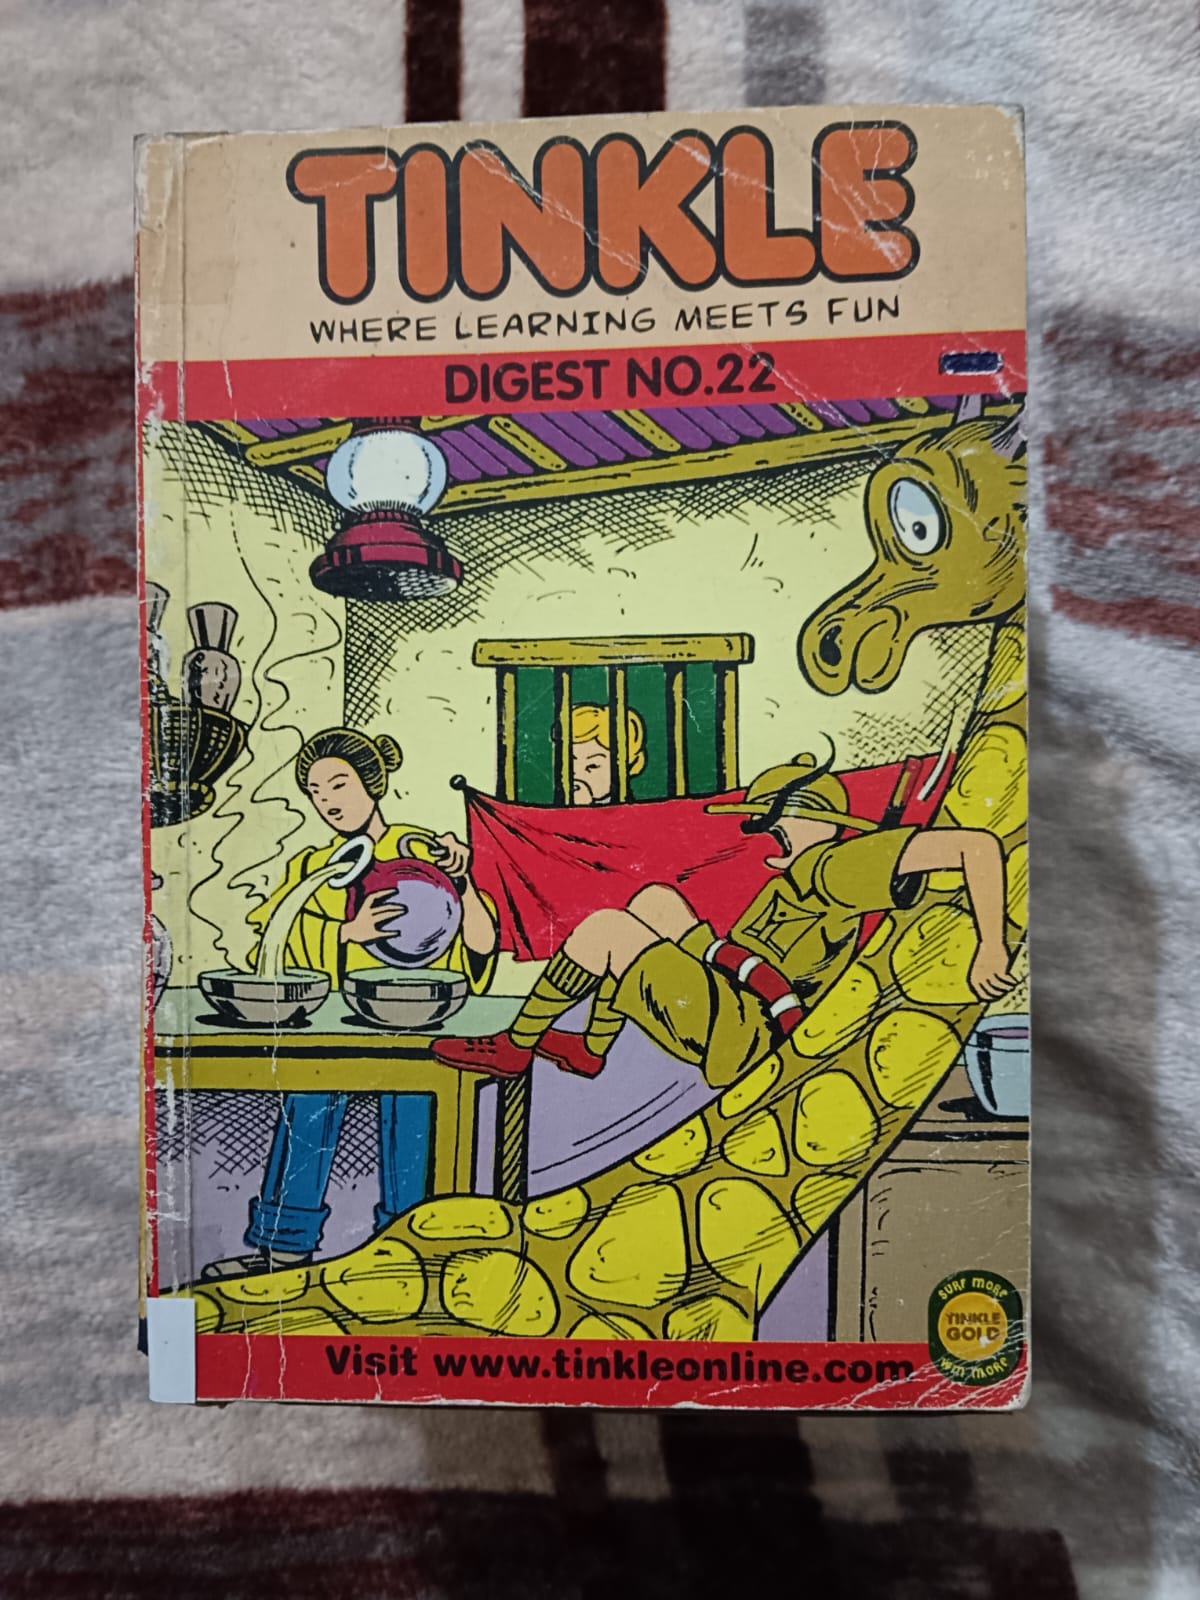 TINKLE
WHERE LEARNING MEETS FUN
DIGEST NO.22
SURF MORE
TINKLE
GOLD
WIN MORE
Visit www.tinkleonline.com